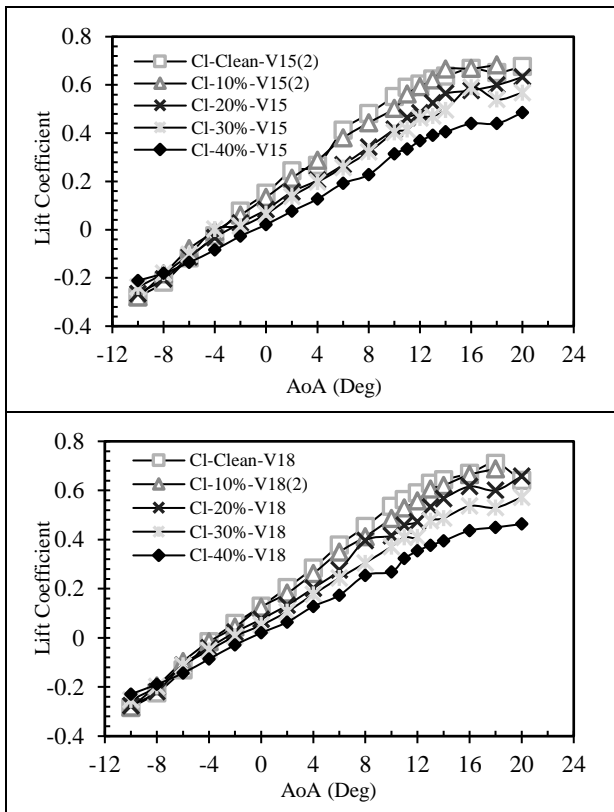 0.8
0.6
0.4
0.2
0
-0.2
-0.4
Lift Coefficient
Cl-Clean-V15(2)
Cl-10%-V15(2)
Cl-20%-V15
Cl-30%-V15
Cl-40%-V15
-12 -8 -4 0 4 8 12 16 20 24
AoA (Deg)
0.8
0.6
0.4
0.2
0
-0.2
-0.4
Lift Coefficient
Cl-Clean-V18
Cl-10%-V18(2)
Cl-20%-V18
Cl-30%-V18
Cl-40%-V18
-12 -8 -4 0 4 8 12 16 20 24
AoA (Deg)